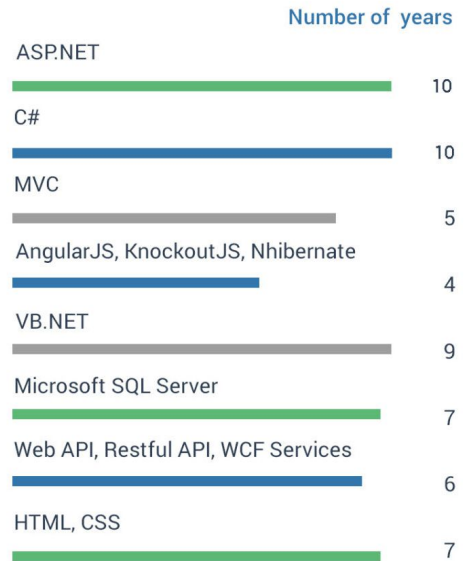 Number of years
ASP.NET
10
C#
10
MVC
5
AngularJS, KnockoutJS, Nhibernate
4
VB.NET
9
Microsoft SQL Server
7
Web API, Restful API, WCF Services
6
HTML, CSS
7